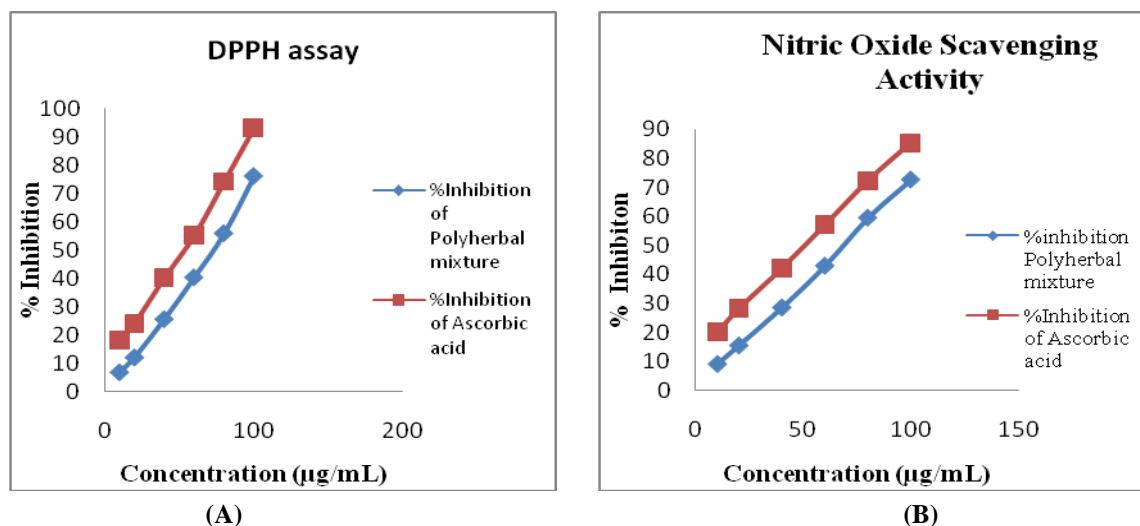 DPPH assay
100
90
80
70
60
50
40
30
20
10
0
% Inhibition
0
100
200
Concentration (µg/mL)
%Inhibition
of
Polyherbal
mixture
%Inhibition
of Ascorbic
acid
(A)
Nitric Oxide Scavenging
Activity
90
80
70
60
50
40
30
20
10
0
% Inhibiton
0
50
100
150
Concentration (µg/mL)
%inhibition
Polyherbal
mixture
%Inhibition
of Ascorbic
acid
(B)